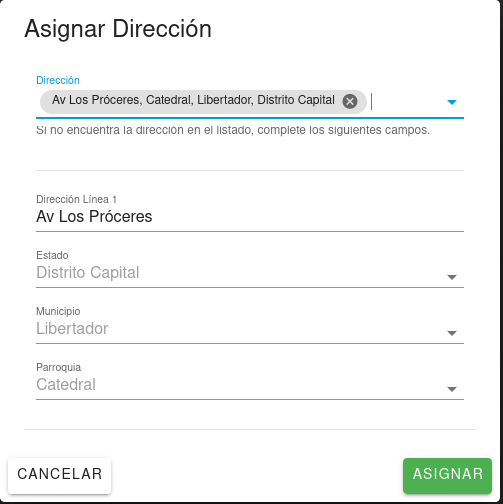 Asignar Dirección
Dirección
Av Los Próceres, Catedral, Libertador, Distrito Capital
Si no encuentra la dirección en el listado, complete los siguientes campos.
Dirección Línea 1
Av Los Próceres
Estado
Distrito Capital
Municipio
Libertador
Parroquia
Catedral
CANCELAR
ASIGNAR